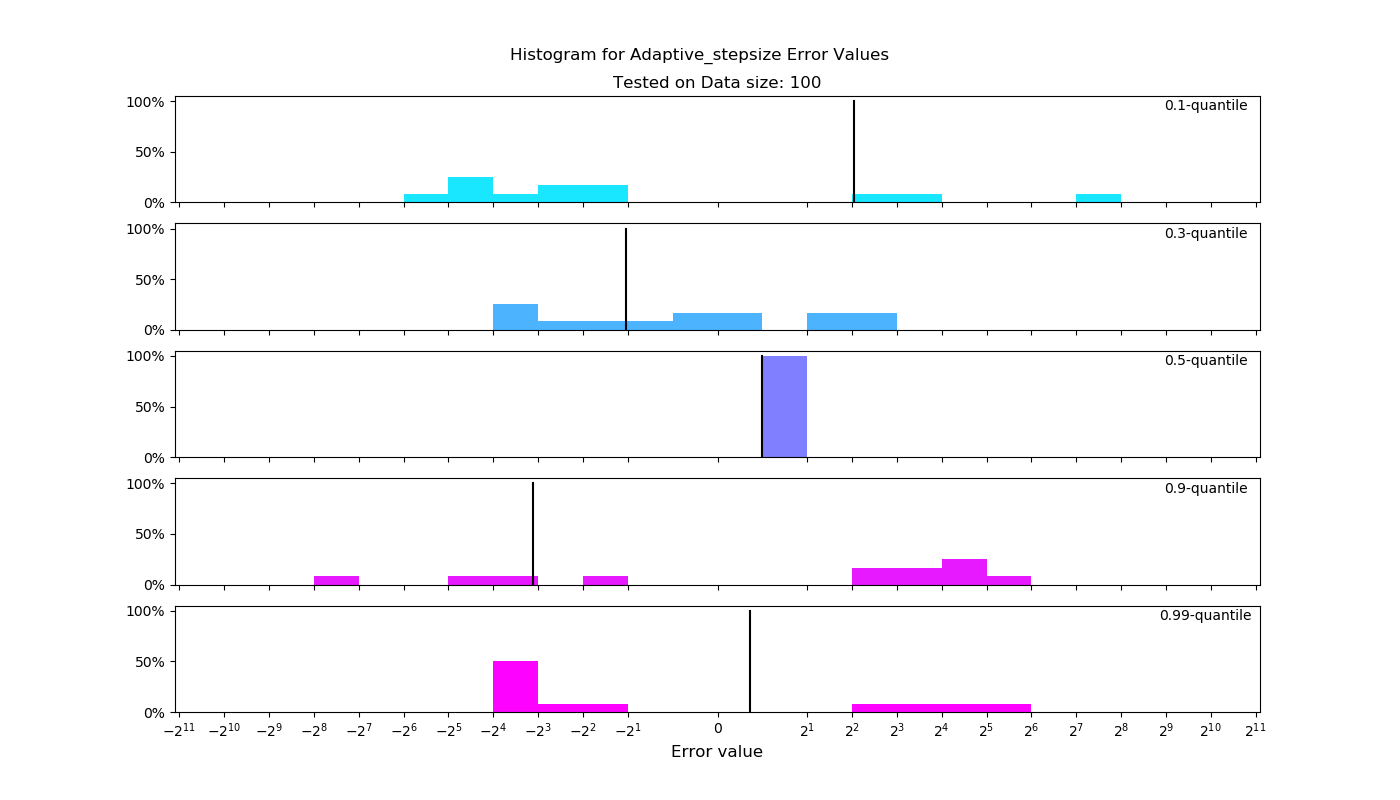 Histogram for Adaptive_stepsize Error Values
Tested on Data size: 100
100%
0.1-quantile
50%
0%
100%
0.3-quantile
50%
0%
100%
0.5-quantile
50%
0%
100%
0.9-quantile
50%
0%
100%
0.99-quantile
50%
0%
−2¹¹ −2¹⁰ −2⁹ −2⁸ −2⁷ −2⁶ −2⁵ −2⁴ −2³ −2² −2¹ 0 2¹ 2² 2³ 2⁴ 2⁵ 2⁶ 2⁷ 2⁸ 2⁹ 2¹⁰ 2¹¹
Error value